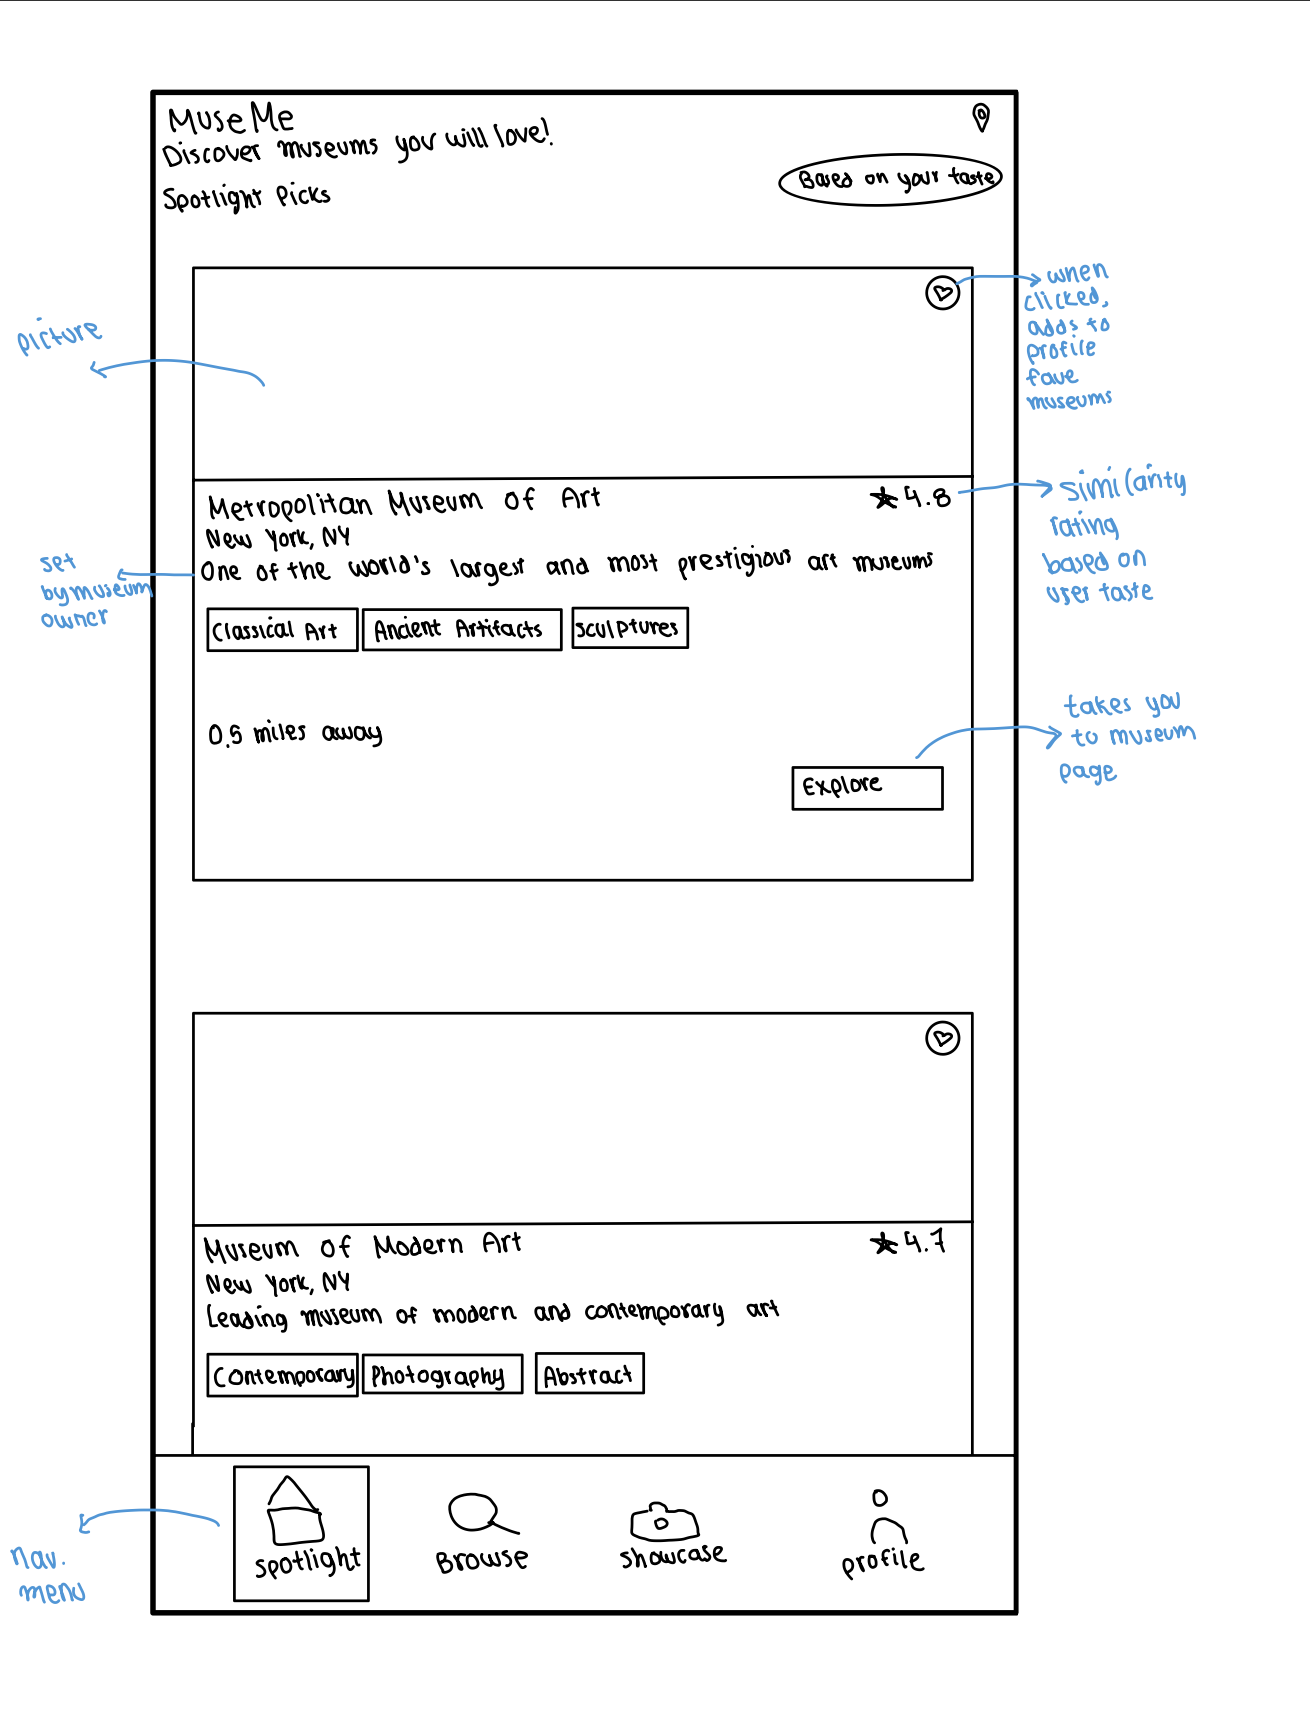 MuseMe
Discover museums you will love!
Spotlight Picks
Based on your taste
picture
when
clicked,
adds to
profile
fave
museums
Metropolitan Museum of Art
★4.8
New York, NY
One of the world's largest and most prestigious art museums
similarity
rating
based on
user taste
set
by museum
owner
Classical Art
Ancient Artifacts
Sculptures
0.5 miles away
takes you
to museum
page
Explore
Museum of Modern Art
★4.7
New York, NY
Leading museum of modern and contemporary art
Contemporary
Photography
Abstract
nav.
menu
Spotlight
Browse
Showcase
profile